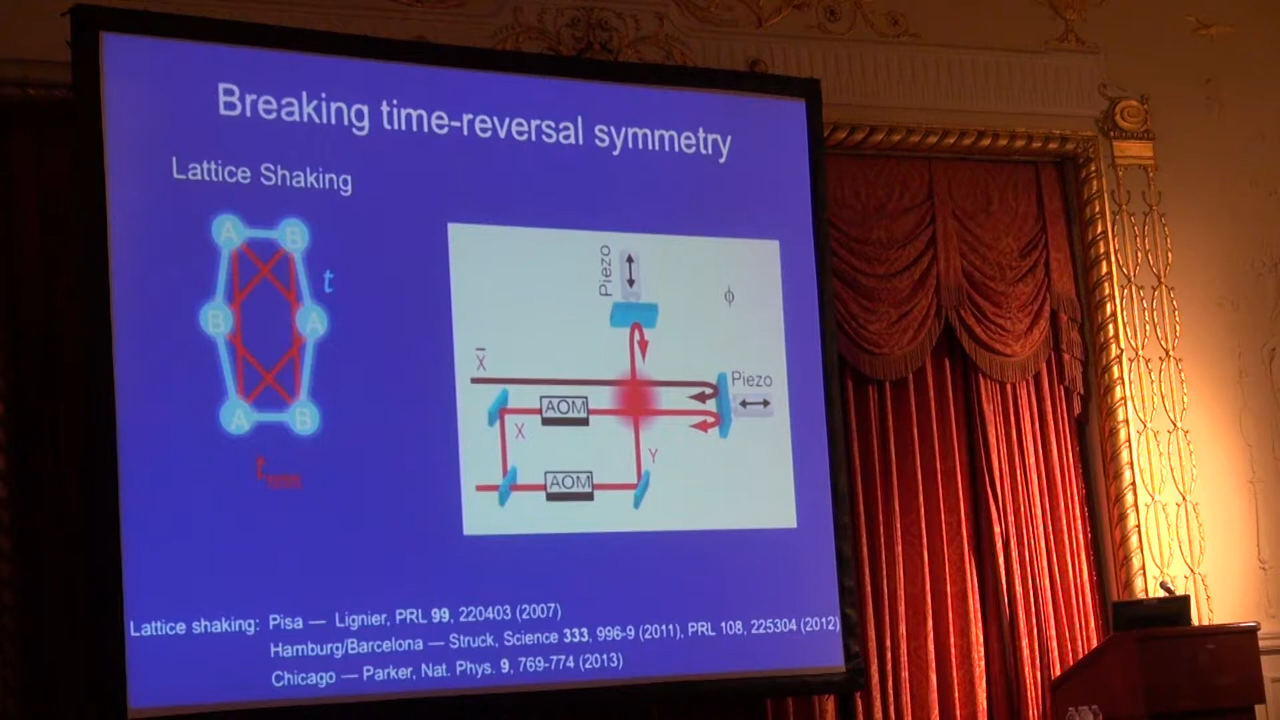 Breaking time-reversal symmetry
Lattice Shaking
A B
t
B A
A B
Piezo
ϕ
X̄
Piezo
AOM
X
Y
AOM
Lattice shaking: Pisa — Lignier, PRL 99, 220403 (2007)
Hamburg/Barcelona — Struck, Science 333, 996-9 (2011), PRL 108, 225304 (2012)
Chicago — Parker, Nat. Phys. 9, 769-774 (2013)